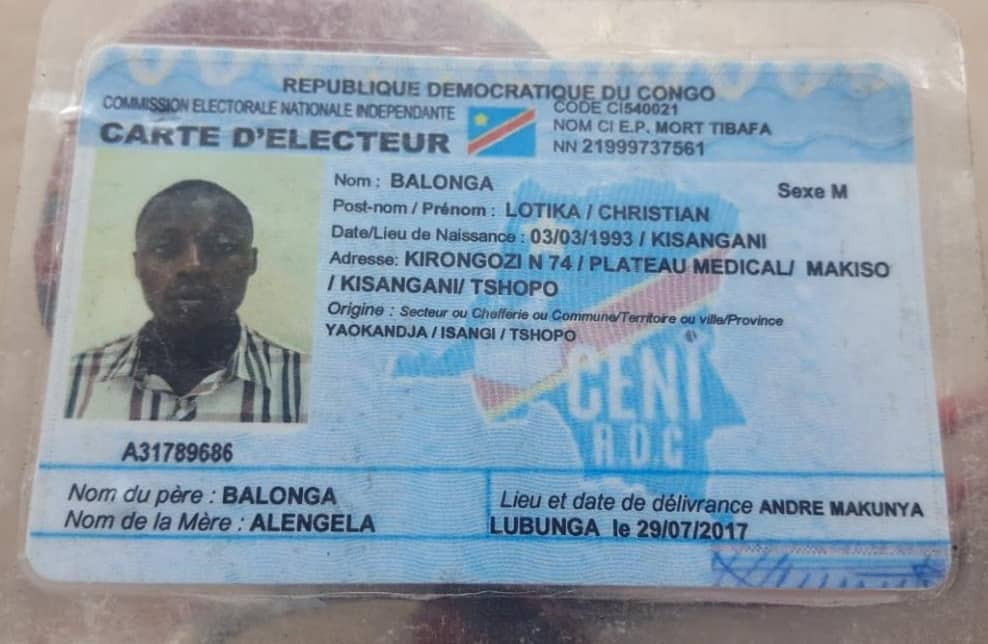 REPUBLIQUE DEMOCRATIQUE DU CONGO
COMMISSION ELECTORALE NATIONALE INDEPENDANTE
CARTE D'ELECTEUR
CODE CI540021
NOM CI E.P. MORT TIBAFA
NN 21999737561
Nom : BALONGA
Sexe M
Post-nom / Prénom : LOTIKA / CHRISTIAN
Date/Lieu de Naissance : 03/03/1993 / KISANGANI
Adresse: KIRONGOZI N 74 / PLATEAU MEDICAL/ MAKISO
/ KISANGANI/ TSHOPO
Origine : Secteur ou Chefferie ou Commune/Territoire ou ville/Province
YAOKANDJA / ISANGI / TSHOPO
CENI
R.D.C
A31789686
Nom du père : BALONGA
Nom de la Mère : ALENGELA
Lieu et date de délivrance ANDRE MAKUNYA
LUBUNGA le 29/07/2017